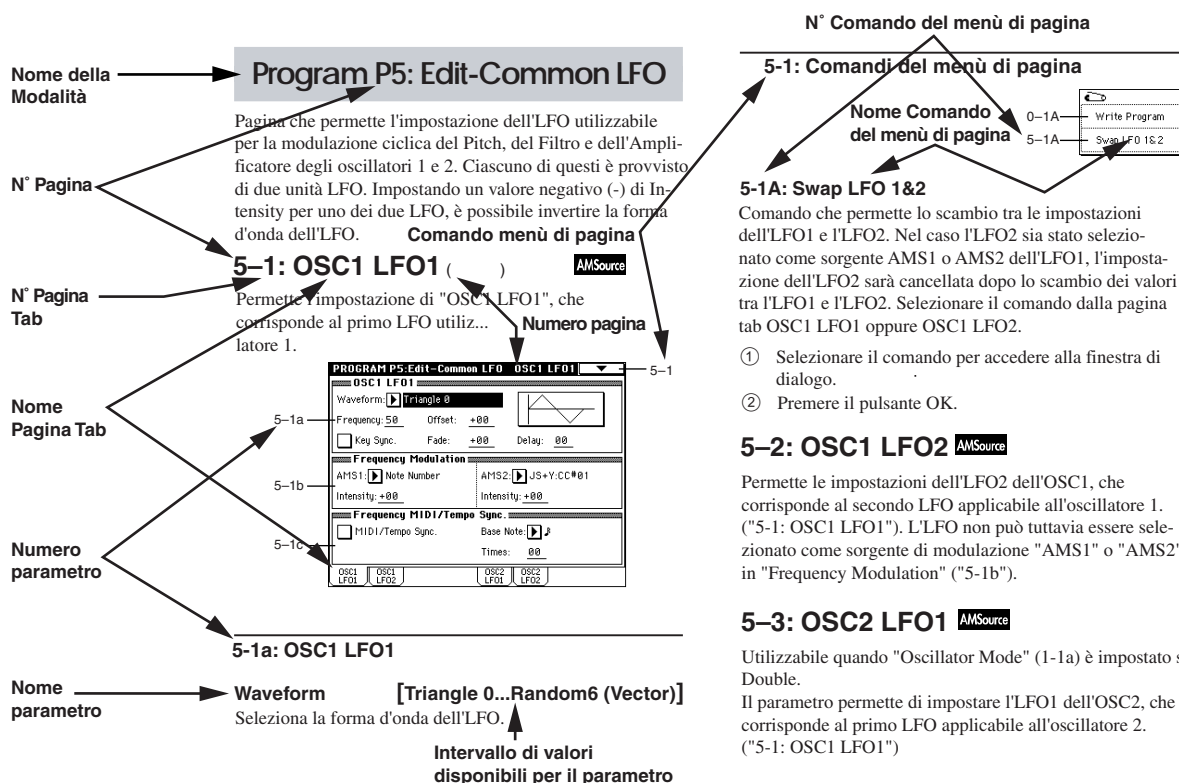 N° Comando del menù di pagina
Nome della
Modalità
Program P5: Edit-Common LFO
Pagina che permette l'impostazione dell'LFO utilizzabile
per la modulazione ciclica del Pitch, del Filtro e dell'Ampli-
ficatore degli oscillatori 1 e 2. Ciascuno di questi è provvisto
di due unità LFO. Impostando un valore negativo (-) di In-
tensity per uno dei due LFO, è possibile invertire la forma
d'onda dell'LFO.
N° Pagina
Comando menù di pagina
5–1: OSC1 LFO1 ( ) AMSource
N° Pagina
Tab
Permette l'impostazione di "OSC1 LFO1", che
corrisponde al primo LFO utiliz...
latore 1.
Numero pagina
PROGRAM P5:Edit-Common LFO OSC1 LFO1
5–1
OSC1 LFO1
Waveform: Triangle 0
5–1a
Frequency: 50 Offset: +00
Key Sync. Fade: +00 Delay: 00
Nome
Pagina Tab
Frequency Modulation
5–1b
AMS1: Note Number AMS2: JS+Y:CC#01
Intensity: +00 Intensity: +00
Frequency MIDI/Tempo Sync.
5–1c
MIDI/Tempo Sync. Base Note: ♪
Times: 00
OSC1 LFO1 OSC1 LFO2 OSC2 LFO1 OSC2 LFO2
Numero
parametro
5-1a: OSC1 LFO1
Nome
parametro
Waveform [Triangle 0...Random6 (Vector)]
Seleziona la forma d'onda dell'LFO.
Intervallo di valori
disponibili per il parametro
5-1: Comandi del menù di pagina
Nome Comando
del menù di pagina
0–1A Write Program
5–1A Swap LFO 1&2
5-1A: Swap LFO 1&2
Comando che permette lo scambio tra le impostazioni
dell'LFO1 e l'LFO2. Nel caso l'LFO2 sia stato selezio-
nato come sorgente AMS1 o AMS2 dell'LFO1, l'imposta-
zione dell'LFO2 sarà cancellata dopo lo scambio dei valori
tra l'LFO1 e l'LFO2. Selezionare il comando dalla pagina
tab OSC1 LFO1 oppure OSC1 LFO2.
① Selezionare il comando per accedere alla finestra di
dialogo.
② Premere il pulsante OK.
5–2: OSC1 LFO2 AMSource
Permette le impostazioni dell'LFO2 dell'OSC1, che
corrisponde al secondo LFO applicabile all'oscillatore 1.
("5-1: OSC1 LFO1"). L'LFO non può tuttavia essere sele-
zionato come sorgente di modulazione "AMS1" o "AMS2"
in "Frequency Modulation" ("5-1b").
5–3: OSC2 LFO1 AMSource
Utilizzabile quando "Oscillator Mode" (1-1a) è impostato s
Double.
Il parametro permette di impostare l'LFO1 dell'OSC2, che
corrisponde al primo LFO applicabile all'oscillatore 2.
("5-1: OSC1 LFO1")